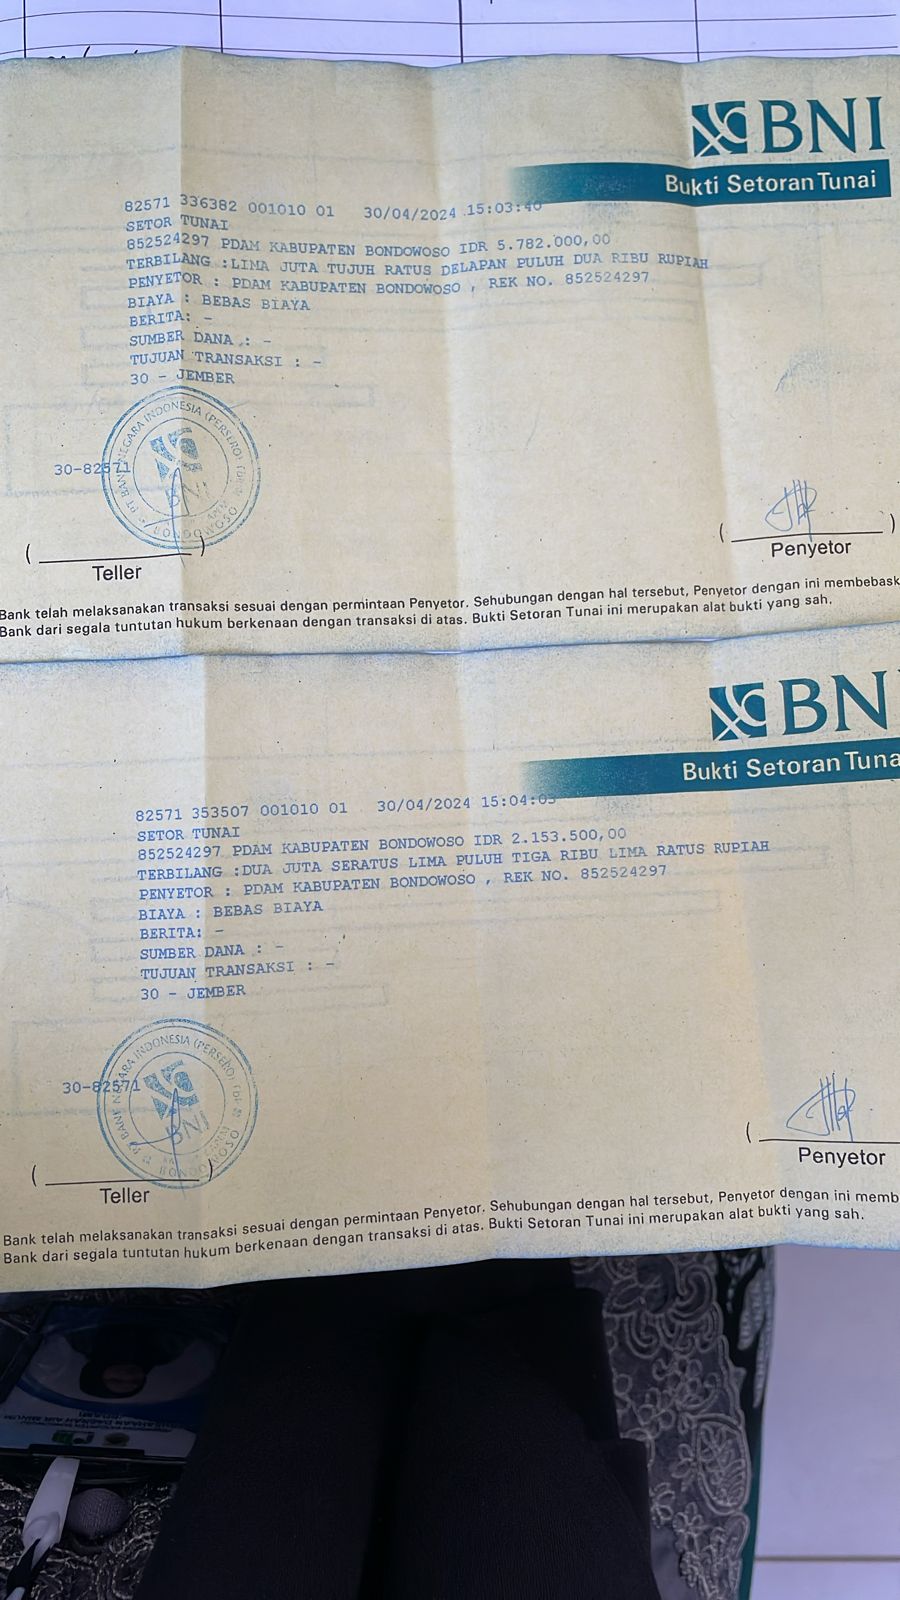 BNI
Bukti Setoran Tunai
82571 336382 001010 01 30/04/2024 15:03:40
SETOR TUNAI
852524297 PDAM KABUPATEN BONDOWOSO IDR 5.782.000,00
TERBILANG :LIMA JUTA TUJUH RATUS DELAPAN PULUH DUA RIBU RUPIAH
PENYETOR : PDAM KABUPATEN BONDOWOSO , REK NO. 852524297
BIAYA : BEBAS BIAYA
BERITA: -
SUMBER DANA : -
TUJUAN TRANSAKSI : -
30 - JEMBER
PT BANK NEGARA INDONESIA (PERSERO)
BNI
BONDOWOSO
30-82571
( )
Teller
( )
Penyetor
Bank telah melaksanakan transaksi sesuai dengan permintaan Penyetor. Sehubungan dengan hal tersebut, Penyetor dengan ini membebask
Bank dari segala tuntutan hukum berkenaan dengan transaksi di atas. Bukti Setoran Tunai ini merupakan alat bukti yang sah.
BNI
Bukti Setoran Tuna
82571 353507 001010 01 30/04/2024 15:04:05
SETOR TUNAI
852524297 PDAM KABUPATEN BONDOWOSO IDR 2.153.500,00
TERBILANG :DUA JUTA SERATUS LIMA PULUH TIGA RIBU LIMA RATUS RUPIAH
PENYETOR : PDAM KABUPATEN BONDOWOSO , REK NO. 852524297
BIAYA : BEBAS BIAYA
BERITA: -
SUMBER DANA : -
TUJUAN TRANSAKSI : -
30 - JEMBER
PT BANK NEGARA INDONESIA (PERSERO)
BNI
BONDOWOSO
30-82571
( )
Teller
(
Penyetor
Bank telah melaksanakan transaksi sesuai dengan permintaan Penyetor. Sehubungan dengan hal tersebut, Penyetor dengan ini memb
Bank dari segala tuntutan hukum berkenaan dengan transaksi di atas. Bukti Setoran Tunai ini merupakan alat bukti yang sah.